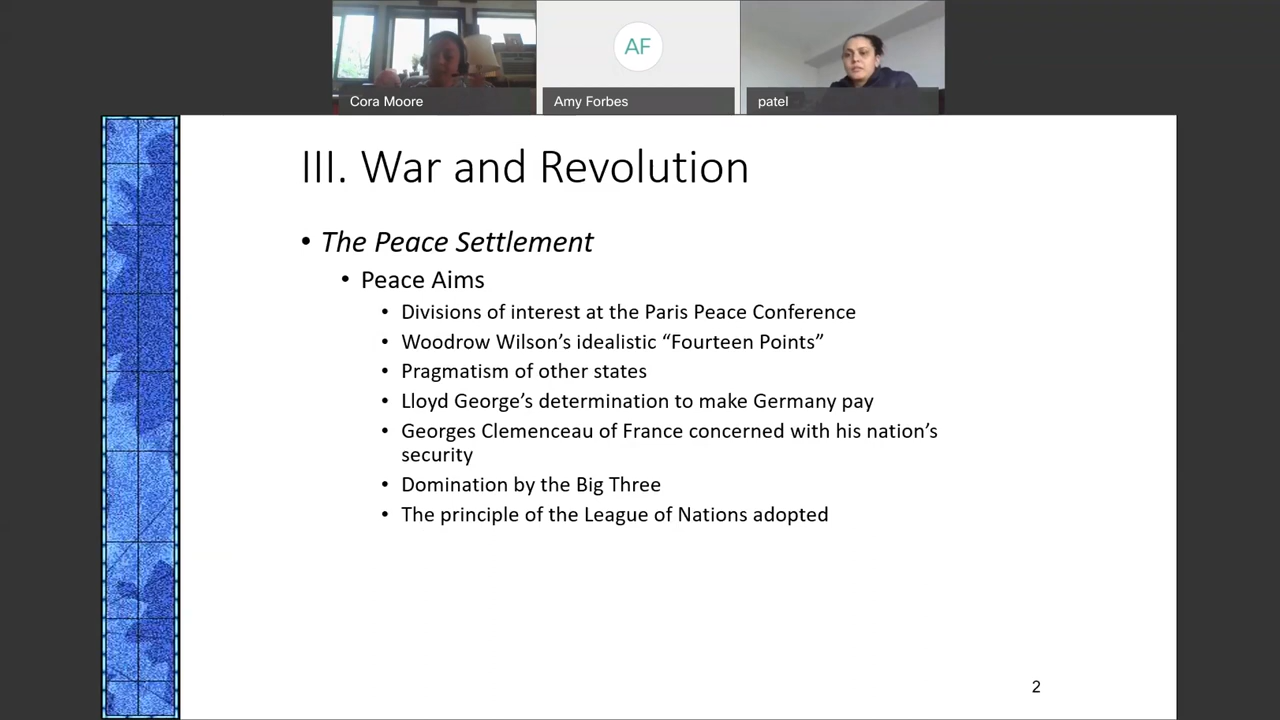 AF
Cora Moore
Amy Forbes
patel
III. War and Revolution
• The Peace Settlement
• Peace Aims
• Divisions of interest at the Paris Peace Conference
• Woodrow Wilson’s idealistic “Fourteen Points”
• Pragmatism of other states
• Lloyd George’s determination to make Germany pay
• Georges Clemenceau of France concerned with his nation’s
security
• Domination by the Big Three
• The principle of the League of Nations adopted
2